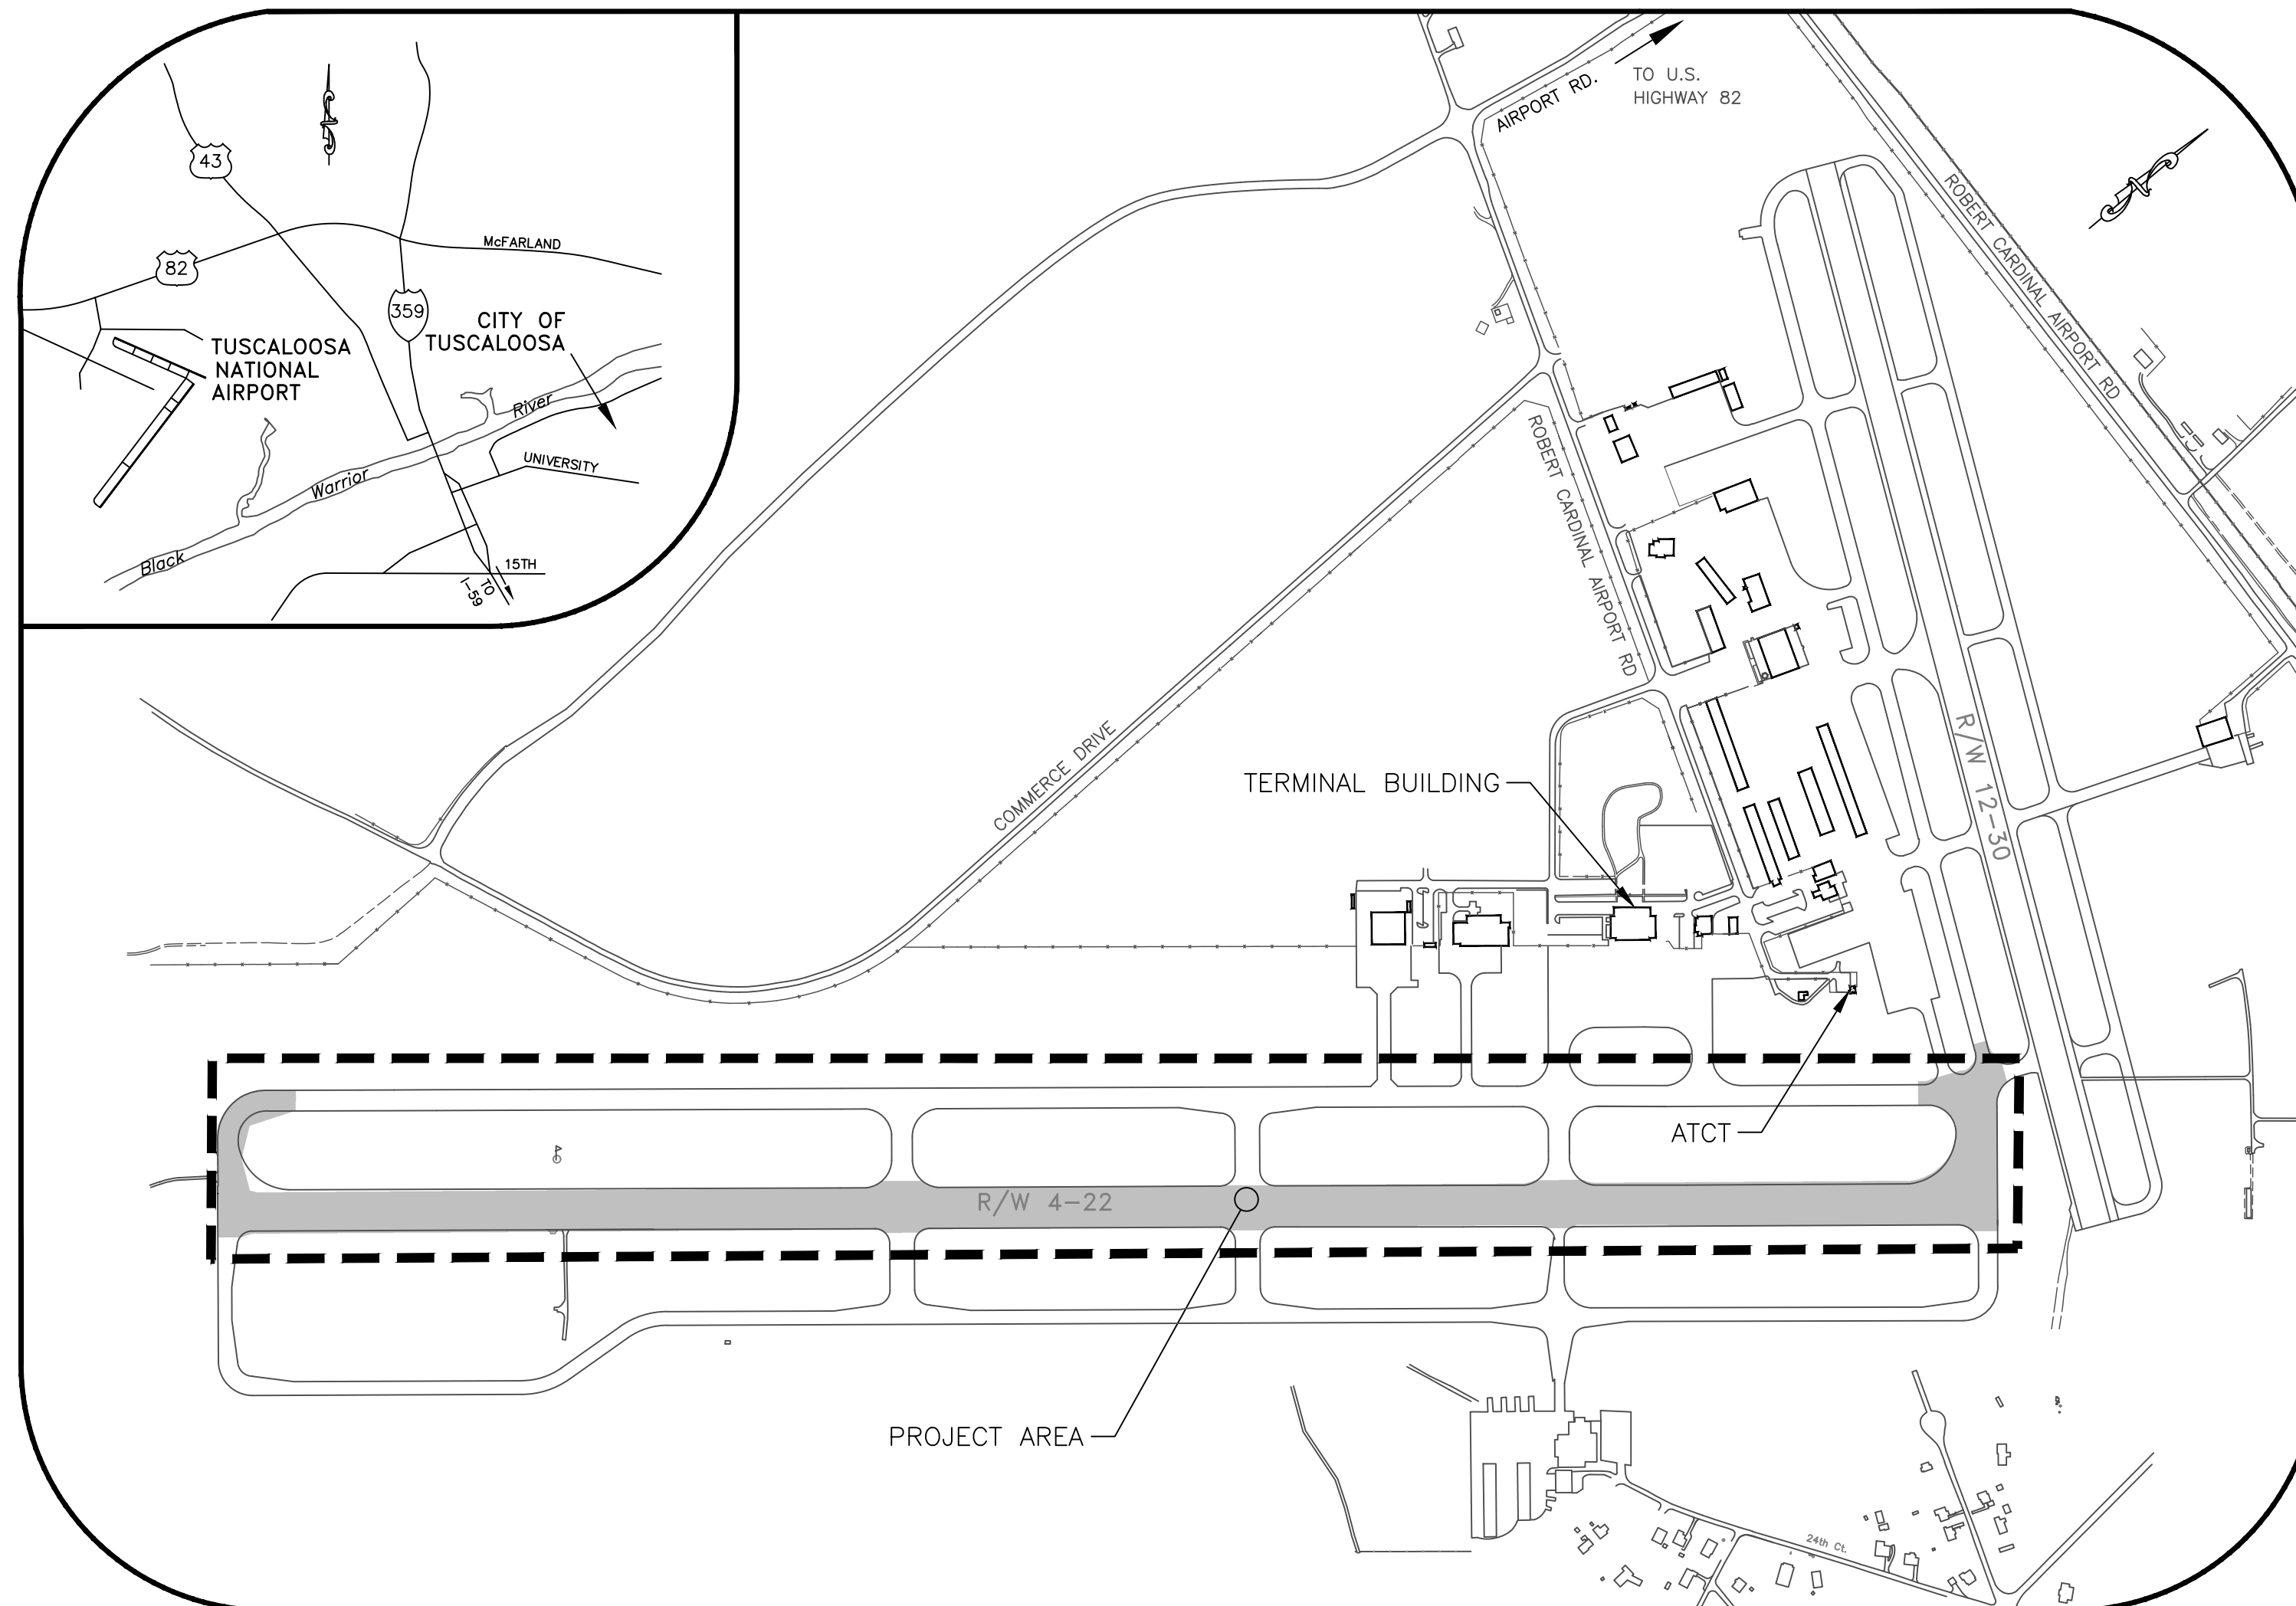 43
82
McFARLAND
359
CITY OF
TUSCALOOSA
TUSCALOOSA
NATIONAL
AIRPORT
River
Warrior
Black
UNIVERSITY
15TH
TO
I-59
AIRPORT RD.
TO U.S.
HIGHWAY 82
ROBERT CARDINAL AIRPORT RD
ROBERT CARDINAL AIRPORT RD
COMMERCE DRIVE
R/W 12-30
TERMINAL BUILDING
ATCT
R/W 4-22
PROJECT AREA
24th Ct.